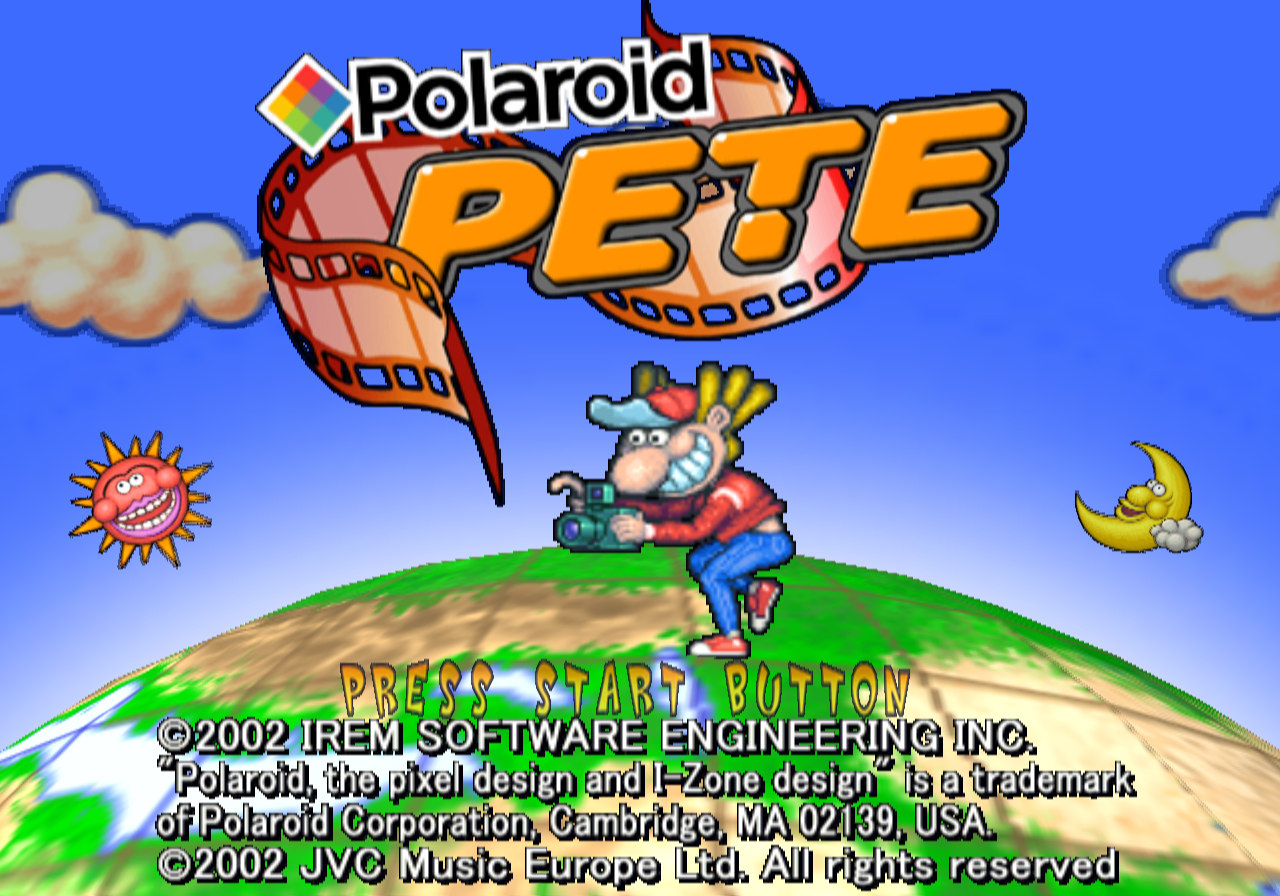 Polaroid
PETE
PRESS START BUTTON
©2002 IREM SOFTWARE ENGINEERING INC.
"Polaroid, the pixel design and I-Zone design" is a trademark
of Polaroid Corporation, Cambridge, MA 02139, USA.
©2002 JVC Music Europe Ltd. All rights reserved